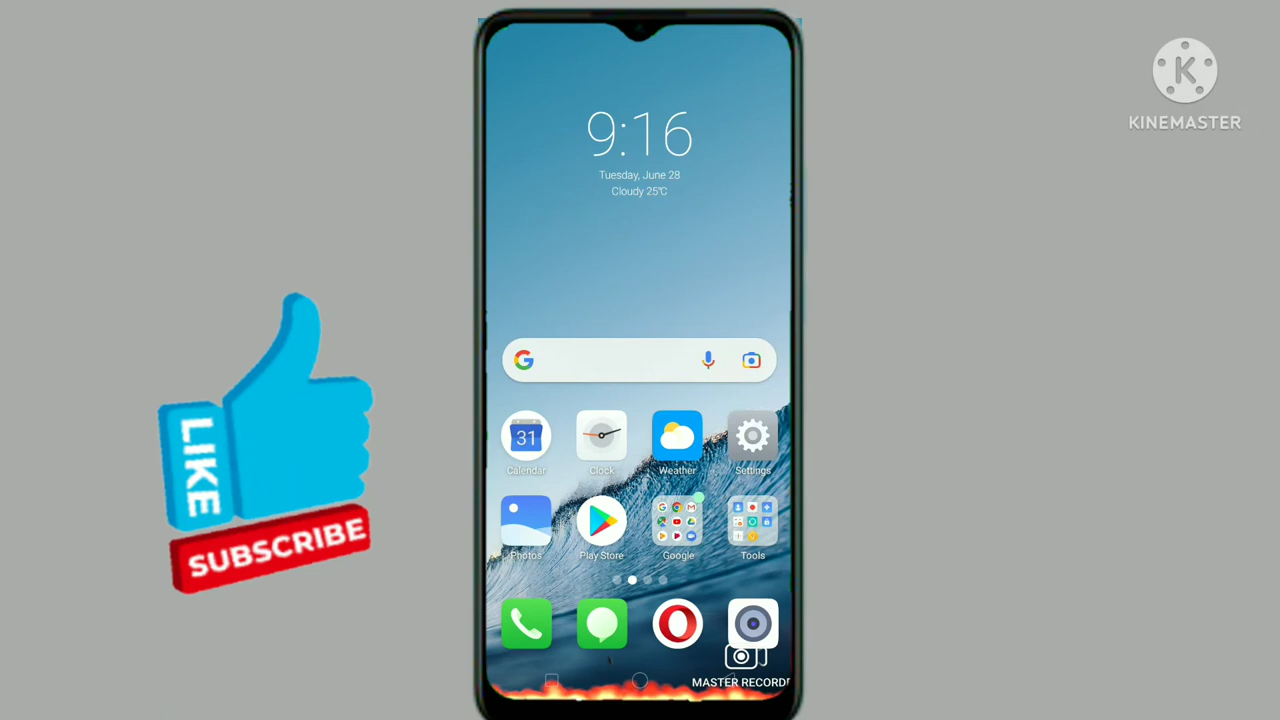 KINEMASTER
9:16
Tuesday, June 28
Cloudy 25℃
31
Calendar
Clock
Weather
Settings
Photos
Play Store
Google
Tools
LIKE
SUBSCRIBE
MASTER RECORDE